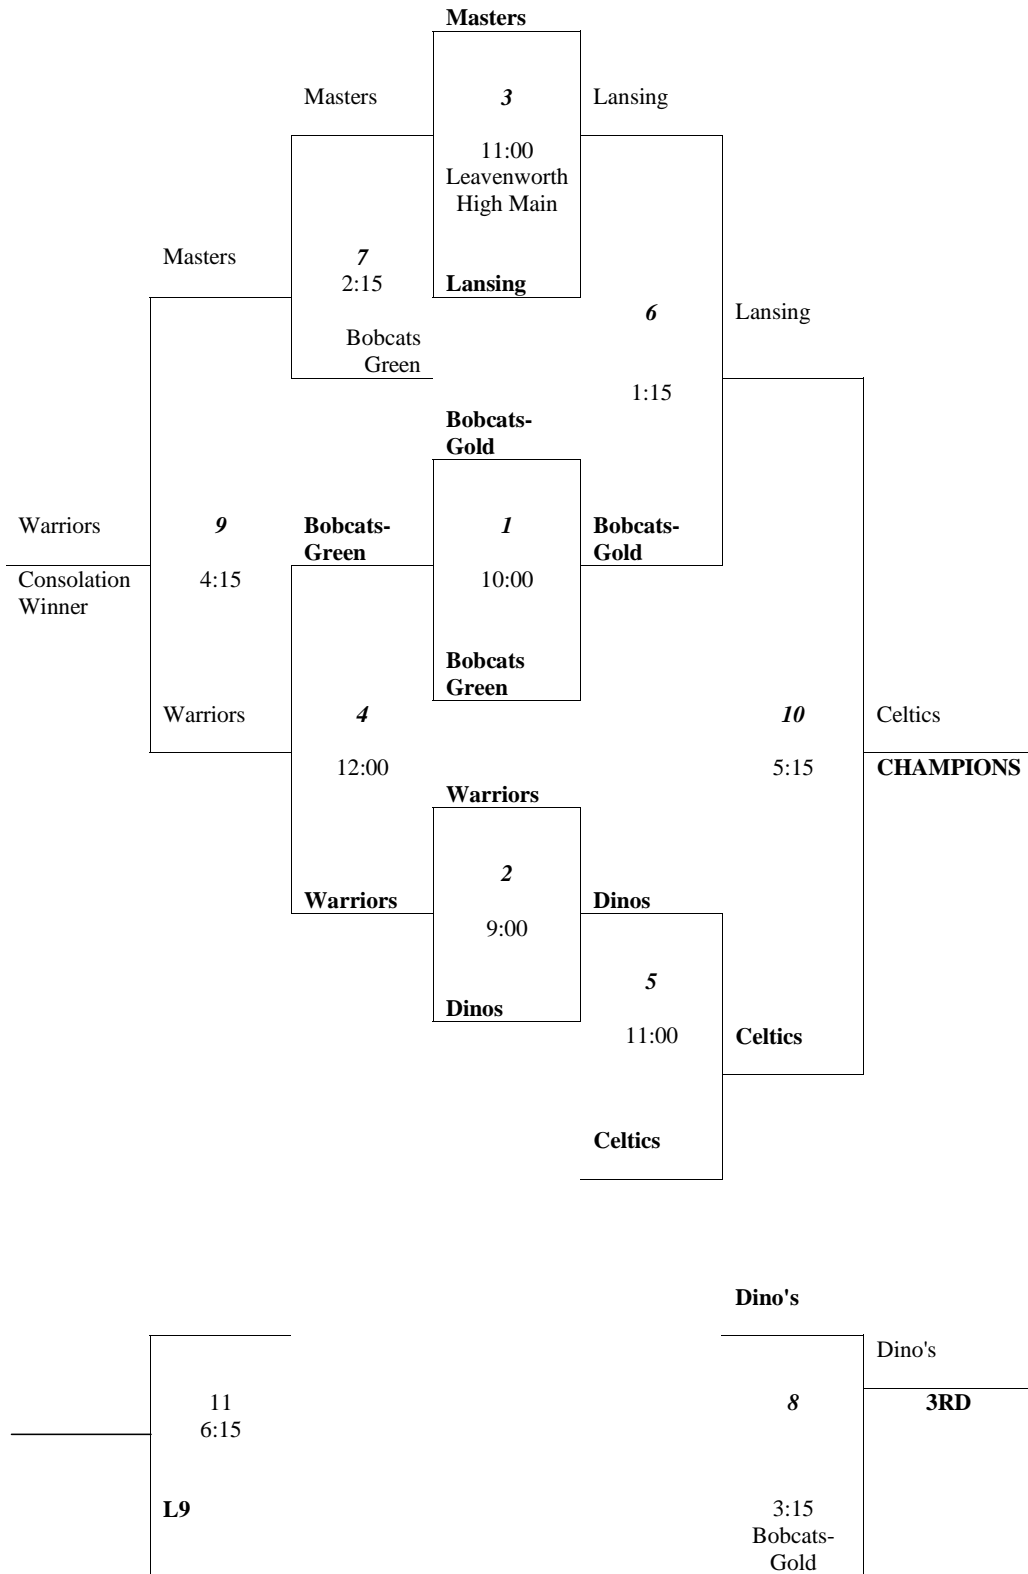 Masters
Masters
3
Lansing
11:00
Leavenworth
High Main
Masters
7
2:15
Lansing
6
Lansing
Bobcats
Green
1:15
Bobcats-
Gold
Warriors
9
Bobcats-
Green
1
Bobcats-
Gold
Consolation
Winner
4:15
10:00
Bobcats
Green
Warriors
4
10
Celtics
12:00
5:15
CHAMPIONS
Warriors
2
Warriors
Dinos
9:00
5
Dinos
11:00
Celtics
Celtics
Dino's
Dino's
11
6:15
8
3RD
L9
3:15
Bobcats-
Gold